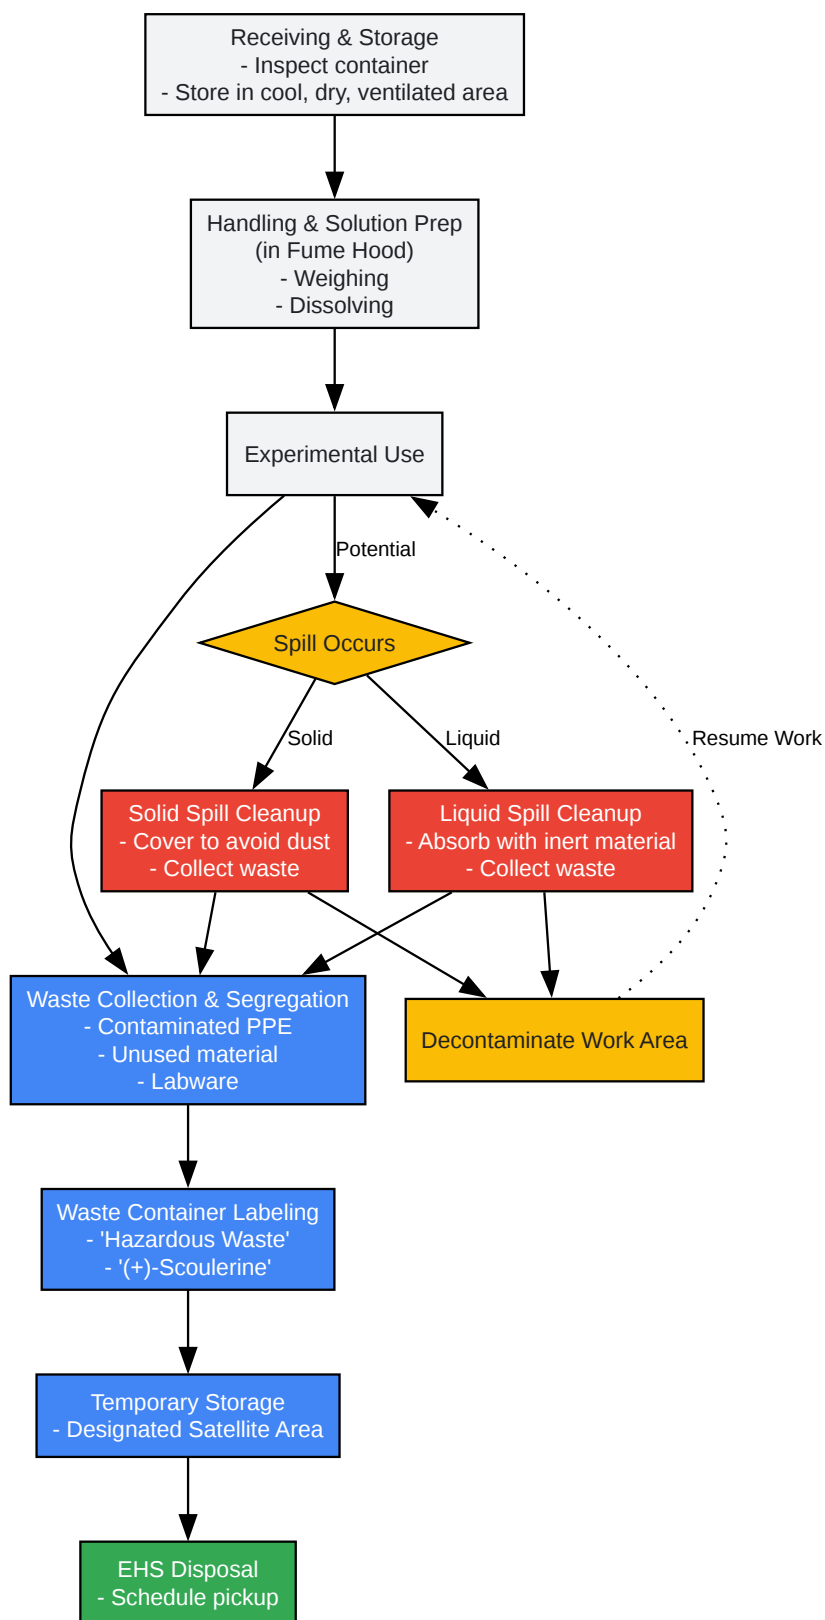 Receiving & Storage
- Inspect container
- Store in cool, dry, ventilated area
Handling & Solution Prep
(in Fume Hood)
- Weighing
- Dissolving
Experimental Use
Potential
Spill Occurs
Solid
Liquid
Resume Work
Solid Spill Cleanup
- Cover to avoid dust
- Collect waste
Liquid Spill Cleanup
- Absorb with inert material
- Collect waste
Waste Collection & Segregation
- Contaminated PPE
- Unused material
- Labware
Decontaminate Work Area
Waste Container Labeling
- 'Hazardous Waste'
- '(+)-Scoulerine'
Temporary Storage
- Designated Satellite Area
EHS Disposal
- Schedule pickup